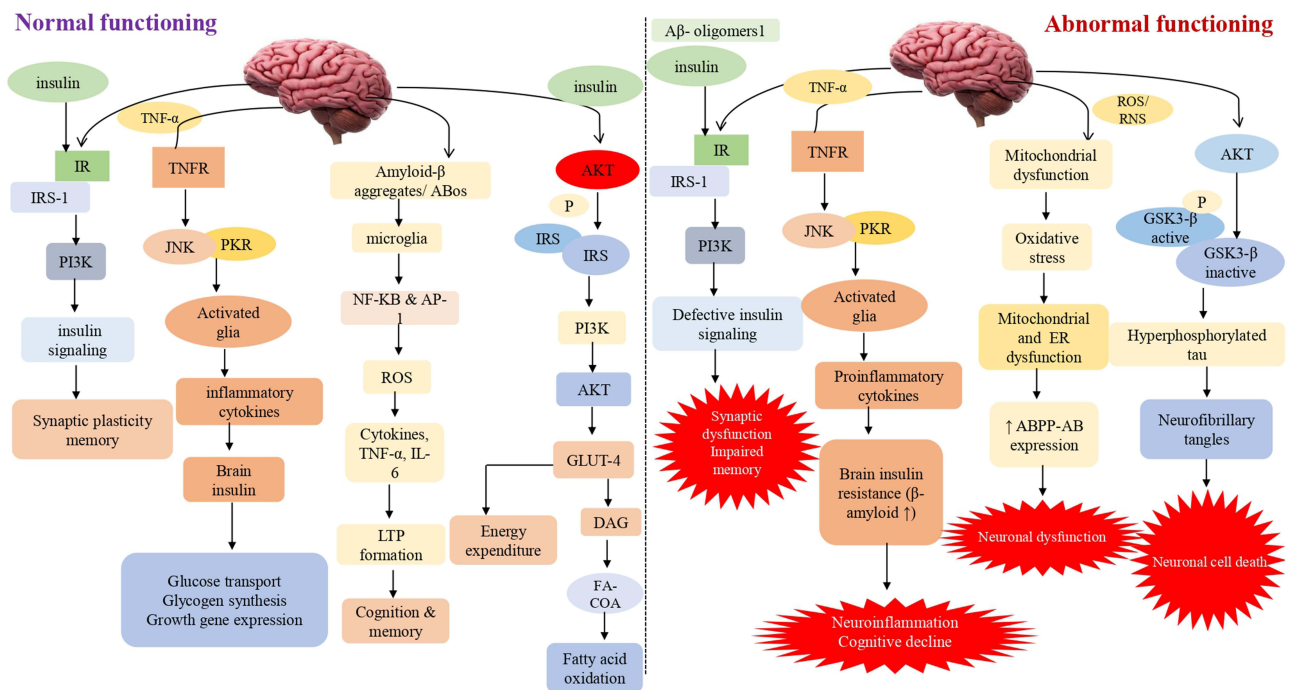 Normal functioning
insulin
TNF-α
IR
IRS-1
PI3K
insulin
signaling
Synaptic plasticity
memory
TNFR
JNK
PKR
Activated
glia
inflammatory
cytokines
Brain
insulin
Glucose transport
Glycogen synthesis
Growth gene expression
Amyloid-β
aggregates/ ABos
microglia
NF-KB & AP-
1
ROS
Cytokines,
TNF-α, IL-
6
LTP
formation
Cognition &
memory
insulin
AKT
P
IRS
IRS
PI3K
AKT
GLUT-4
Energy
expenditure
DAG
FA-
COA
Fatty acid
oxidation
Abnormal functioning
Aβ- oligomers1
insulin
IR
IRS-1
PI3K
Defective insulin
signaling
Synaptic
dysfunction
Impaired
memory
TNF-α
TNFR
JNK
PKR
Activated
glia
Proinflammatory
cytokines
Brain insulin
resistance (β-
amyloid ↑)
Neuroinflammation
Cognitive decline
ROS/
RNS
Mitochondrial
dysfunction
Oxidative
stress
Mitochondrial
and ER
dysfunction
↑ ABPP-AB
expression
Neuronal dysfunction
AKT
P
GSK3-β
active
GSK3-β
inactive
Hyperphosphorylated
tau
Neurofibrillary
tangles
Neuronal cell death